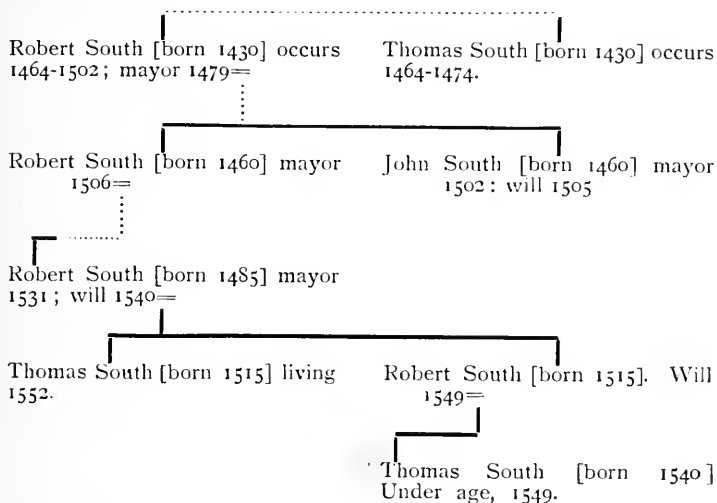 Robert South [born 1430] occurs
1464-1502; mayor 1479=
Thomas South [born 1430] occurs
1464-1474.
Robert South [born 1460] mayor
1506=
John South [born 1460] mayor
1502: will 1505
Robert South [born 1485] mayor
1531; will 1540=
Thomas South [born 1515] living
1552.
Robert South [born 1515]. Will
1549=
Thomas South [born 1540]
Under age, 1549.